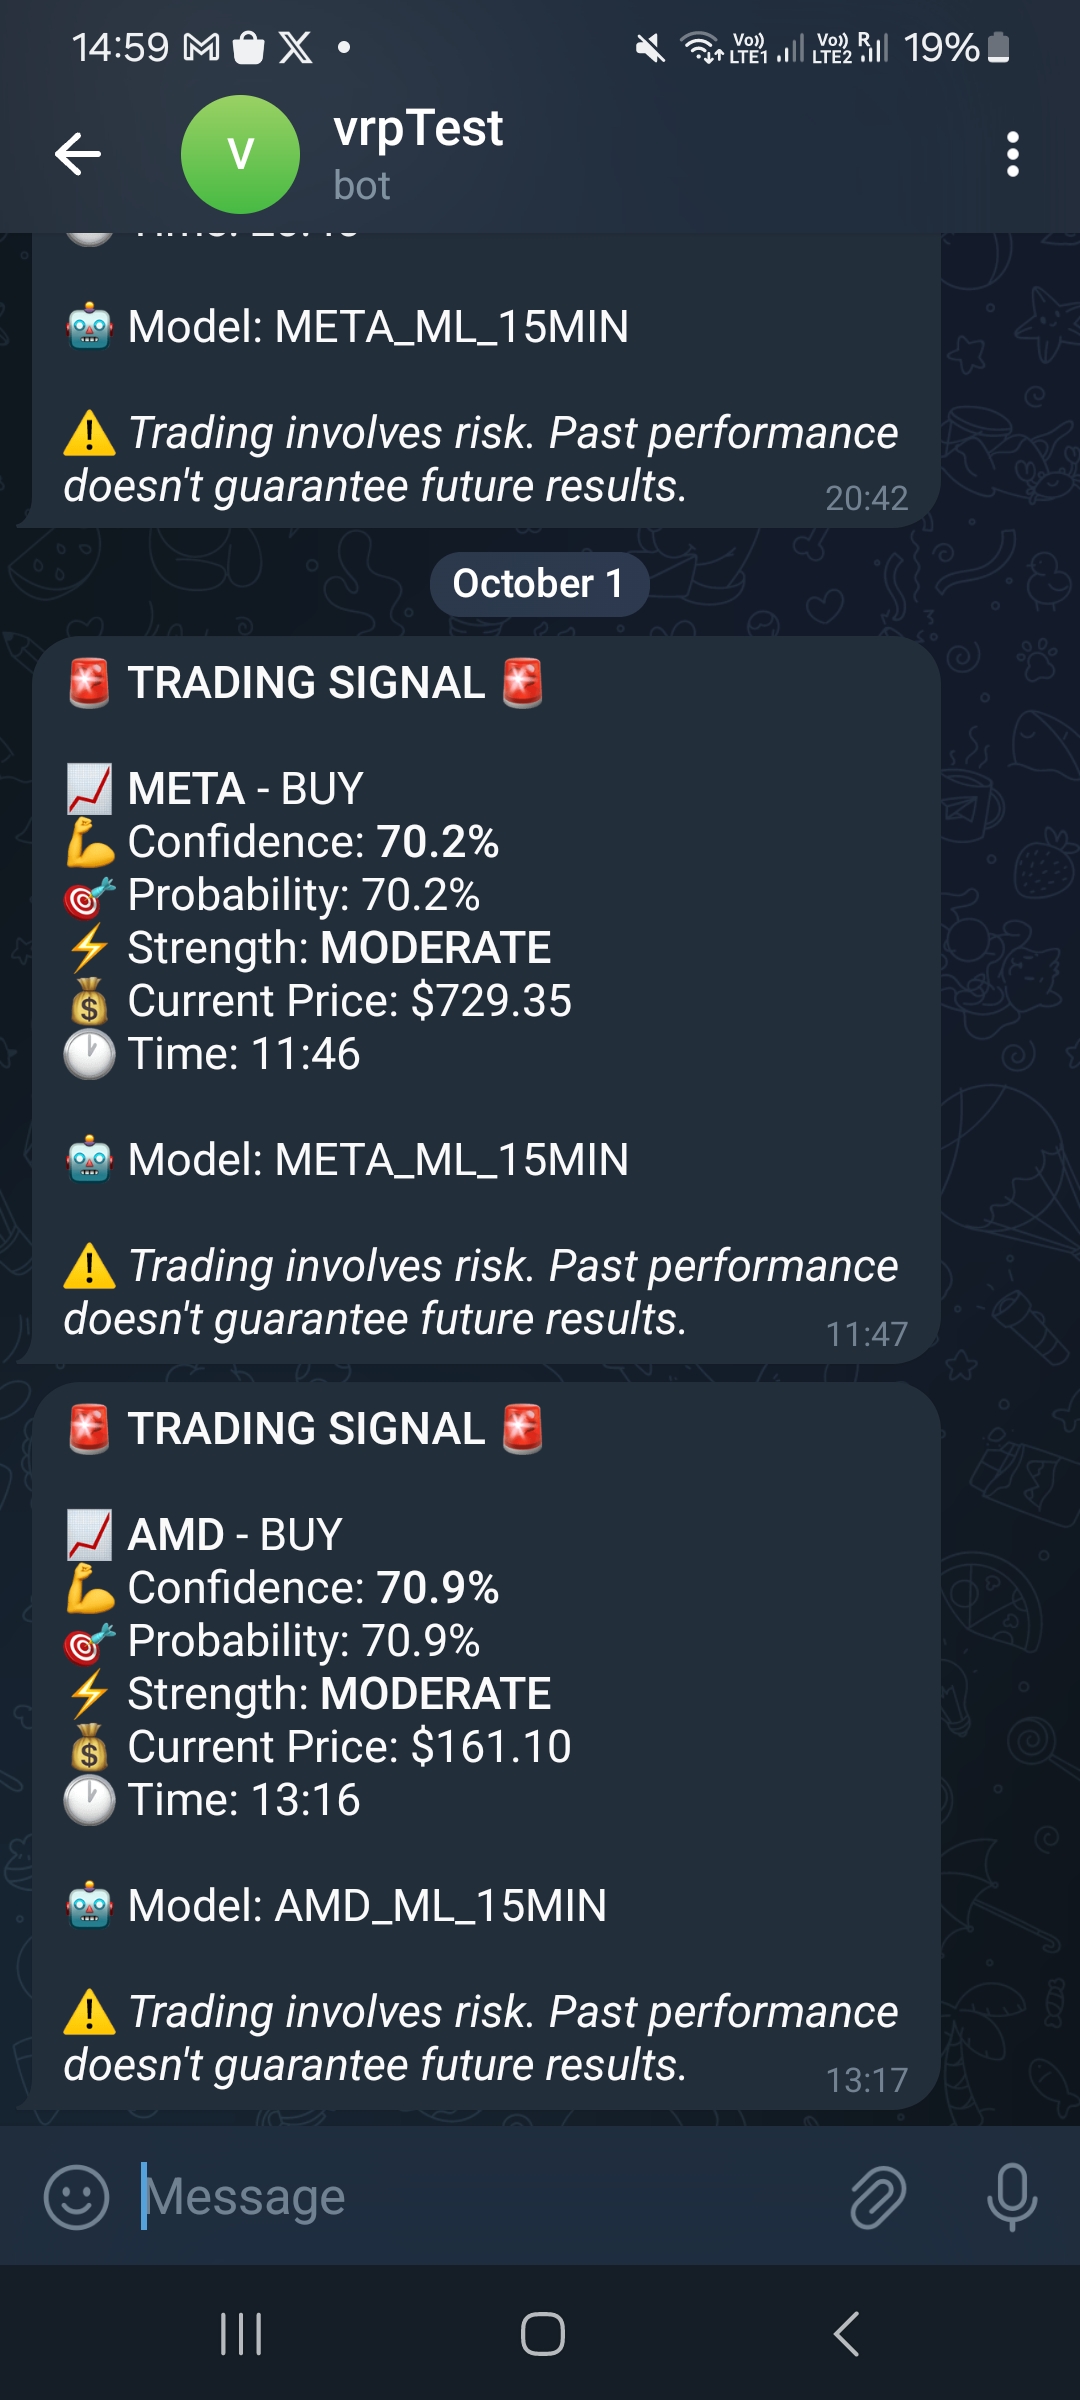 14:59
Vo)) LTE1 Vo)) LTE2 R 19%
V
vrpTest
bot
🤖 Model: META_ML_15MIN
⚠️ Trading involves risk. Past performance
doesn't guarantee future results.
20:42
October 1
🚨 TRADING SIGNAL 🚨
📈 META - BUY
💪 Confidence: 70.2%
🎯 Probability: 70.2%
⚡ Strength: MODERATE
💰 Current Price: $729.35
🕐 Time: 11:46
🤖 Model: META_ML_15MIN
⚠️ Trading involves risk. Past performance
doesn't guarantee future results.
11:47
🚨 TRADING SIGNAL 🚨
📈 AMD - BUY
💪 Confidence: 70.9%
🎯 Probability: 70.9%
⚡ Strength: MODERATE
💰 Current Price: $161.10
🕐 Time: 13:16
🤖 Model: AMD_ML_15MIN
⚠️ Trading involves risk. Past performance
doesn't guarantee future results.
13:17
Message